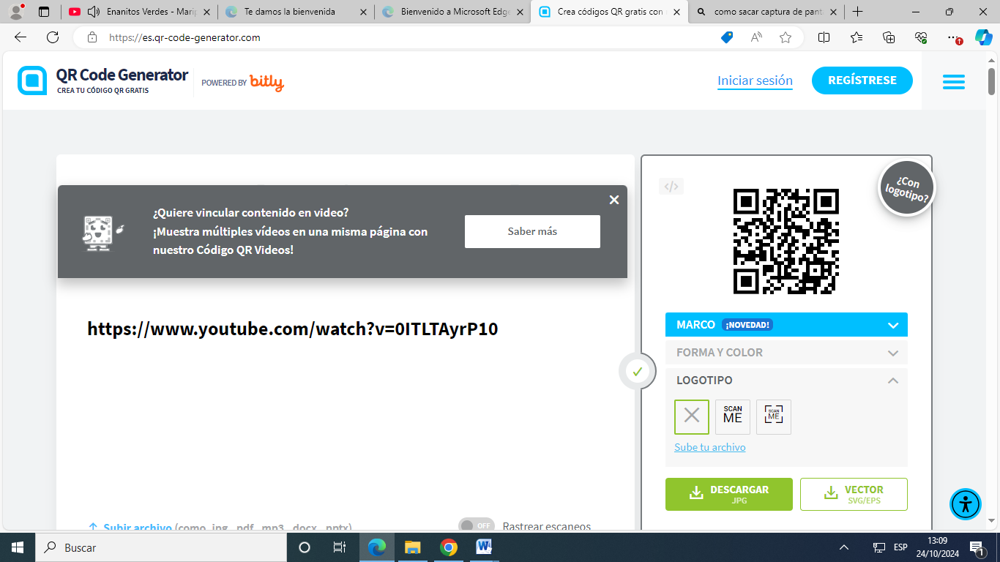 Enanitos Verdes - Marip
Te damos la bienvenida
Bienvenido a Microsoft Edge
Crea códigos QR gratis con
como sacar captura de pant
https://es.qr-code-generator.com
QR Code Generator
CREA TU CÓDIGO QR GRATIS
POWERED BY bitly
Iniciar sesión
REGÍSTRESE
¿Quiere vincular contenido en video?
¡Muestra múltiples vídeos en una misma página con
nuestro Código QR Videos!
Saber más
https://www.youtube.com/watch?v=0ITLTAyrP10
Subir archivo (como .jpg, .pdf, .mp3, .docx, .pptx)
OFF
Rastrear escaneos
</>
¿Con
logotipo?
MARCO ¡NOVEDAD!
FORMA Y COLOR
LOGOTIPO
SCAN
ME
SCAN
ME
Sube tu archivo
DESCARGAR
JPG
VECTOR
SVG/EPS
Buscar
ESP
13:09
24/10/2024
1